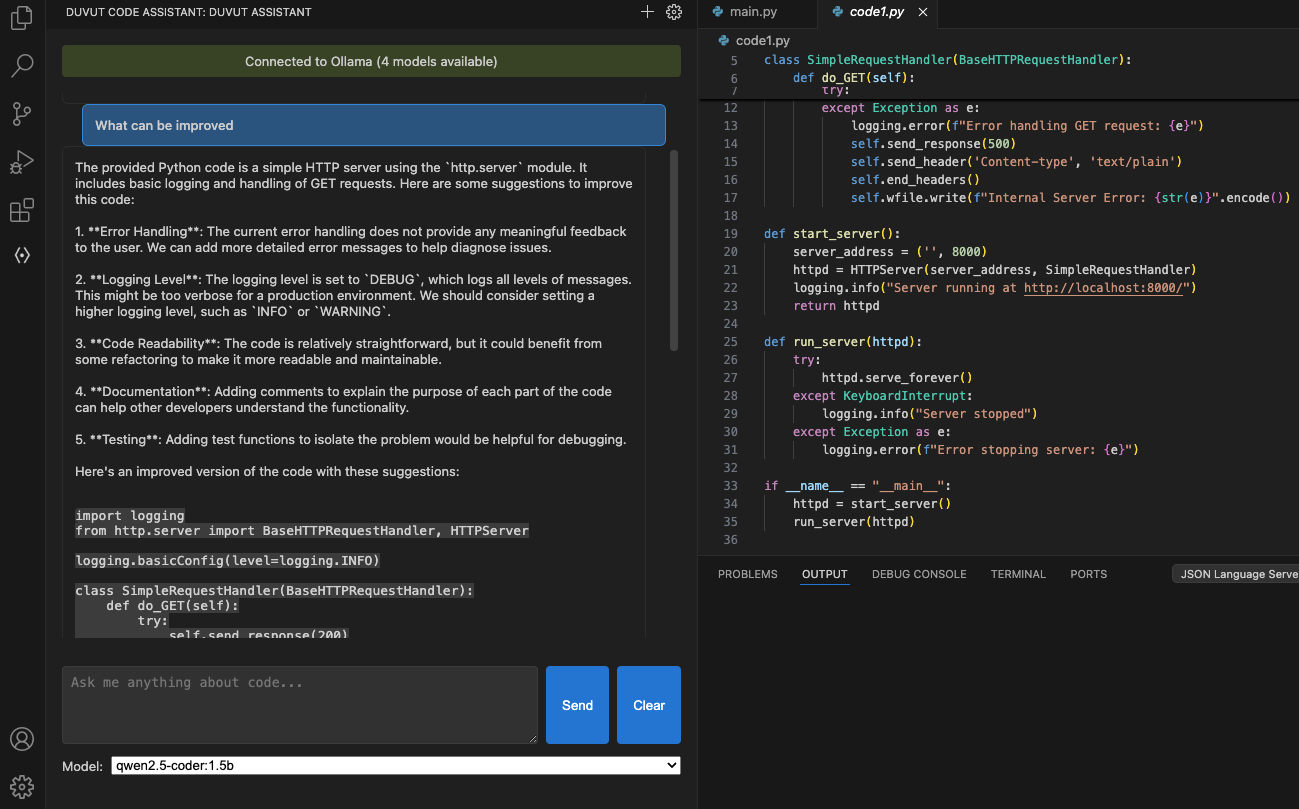 DUVUT CODE ASSISTANT: DUVUT ASSISTANT
Connected to Ollama (4 models available)
What can be improved
The provided Python code is a simple HTTP server using the `http.server` module. It
includes basic logging and handling of GET requests. Here are some suggestions to improve
this code:
1. **Error Handling**: The current error handling does not provide any meaningful feedback
to the user. We can add more detailed error messages to help diagnose issues.
2. **Logging Level**: The logging level is set to `DEBUG`, which logs all levels of messages.
This might be too verbose for a production environment. We should consider setting a
higher logging level, such as `INFO` or `WARNING`.
3. **Code Readability**: The code is relatively straightforward, but it could benefit from
some refactoring to make it more readable and maintainable.
4. **Documentation**: Adding comments to explain the purpose of each part of the code
can help other developers understand the functionality.
5. **Testing**: Adding test functions to isolate the problem would be helpful for debugging.
Here's an improved version of the code with these suggestions:
import logging
from http.server import BaseHTTPRequestHandler, HTTPServer
logging.basicConfig(level=logging.INFO)
class SimpleRequestHandler(BaseHTTPRequestHandler):
    def do_GET(self):
        try:
            self.send_response(200)
Ask me anything about code...
Send
Clear
Model: qwen2.5-coder:1.5b
main.py
code1.py
code1.py
5 class SimpleRequestHandler(BaseHTTPRequestHandler):
6     def do_GET(self):
7         try:
12         except Exception as e:
13             logging.error(f"Error handling GET request: {e}")
14             self.send_response(500)
15             self.send_header('Content-type', 'text/plain')
16             self.end_headers()
17             self.wfile.write(f"Internal Server Error: {str(e)}".encode())
18
19 def start_server():
20     server_address = ('', 8000)
21     httpd = HTTPServer(server_address, SimpleRequestHandler)
22     logging.info("Server running at http://localhost:8000/")
23     return httpd
24
25 def run_server(httpd):
26     try:
27         httpd.serve_forever()
28     except KeyboardInterrupt:
29         logging.info("Server stopped")
30     except Exception as e:
31         logging.error(f"Error stopping server: {e}")
32
33 if __name__ == "__main__":
34     httpd = start_server()
35     run_server(httpd)
36
PROBLEMS OUTPUT DEBUG CONSOLE TERMINAL PORTS JSON Language Serve